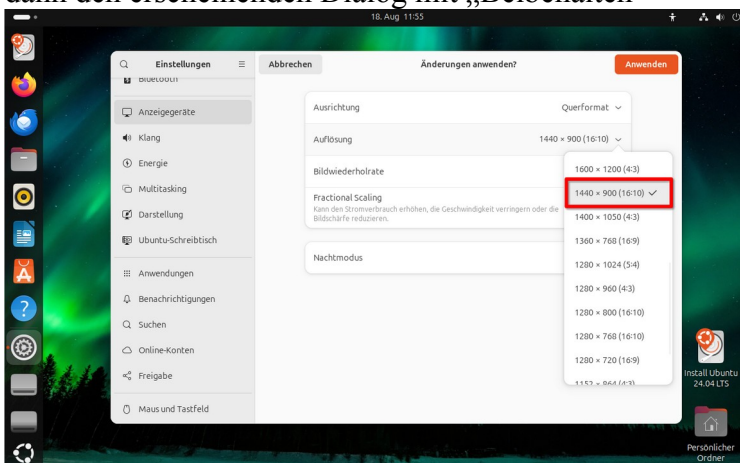 dann den erscheinenden Dialog mit „Beibehalten
18. Aug 11:55
Einstellungen
Abbrechen
Änderungen anwenden?
Anwenden
Bluetooth
Anzeigegeräte
Klang
Energie
Multitasking
Darstellung
Ubuntu-Schreibtisch
Anwendungen
Benachrichtigungen
Suchen
Online-Konten
Freigabe
Maus und Tastfeld
Ausrichtung
Querformat
Auflösung
1440 × 900 (16:10)
Bildwiederholrate
Fractional Scaling
Kann den Stromverbrauch erhöhen, die Geschwindigkeit verringern oder die
Bildschärfe reduzieren.
Nachtmodus
1600 × 1200 (4:3)
1440 × 900 (16:10)
1400 × 1050 (4:3)
1360 × 768 (16:9)
1280 × 1024 (5:4)
1280 × 960 (4:3)
1280 × 800 (16:10)
1280 × 768 (16:10)
1280 × 720 (16:9)
1152 × 864 (4:3)
Install Ubuntu
24.04 LTS
Persönlicher
Ordner